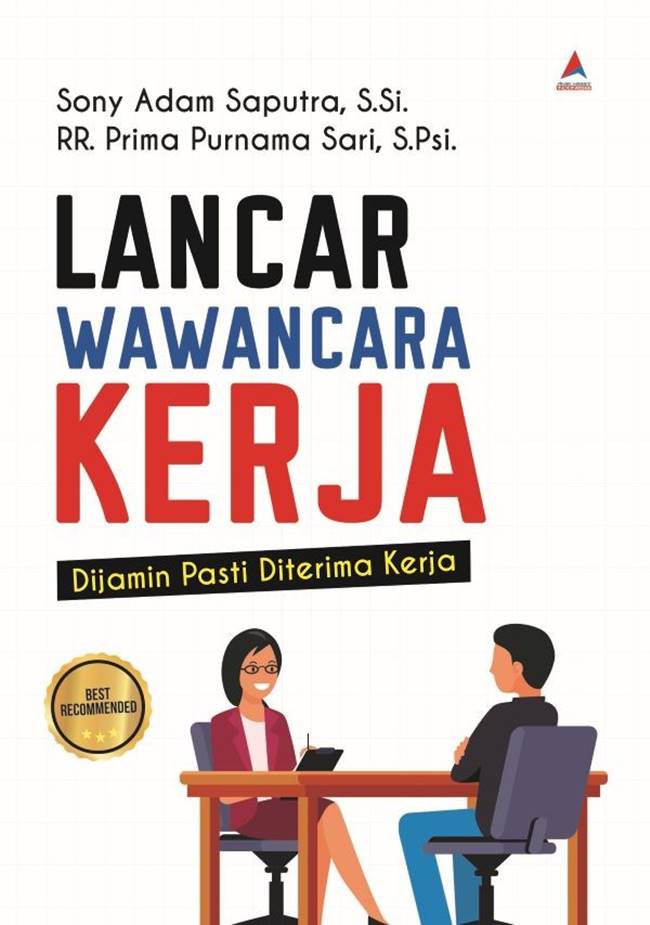 Sony Adam Saputra, S.Si.
RR. Prima Purnama Sari, S.Psi.
LANCAR
WAWANCARA
KERJA
Dijamin Pasti Diterima Kerja
BEST
RECOMMENDED